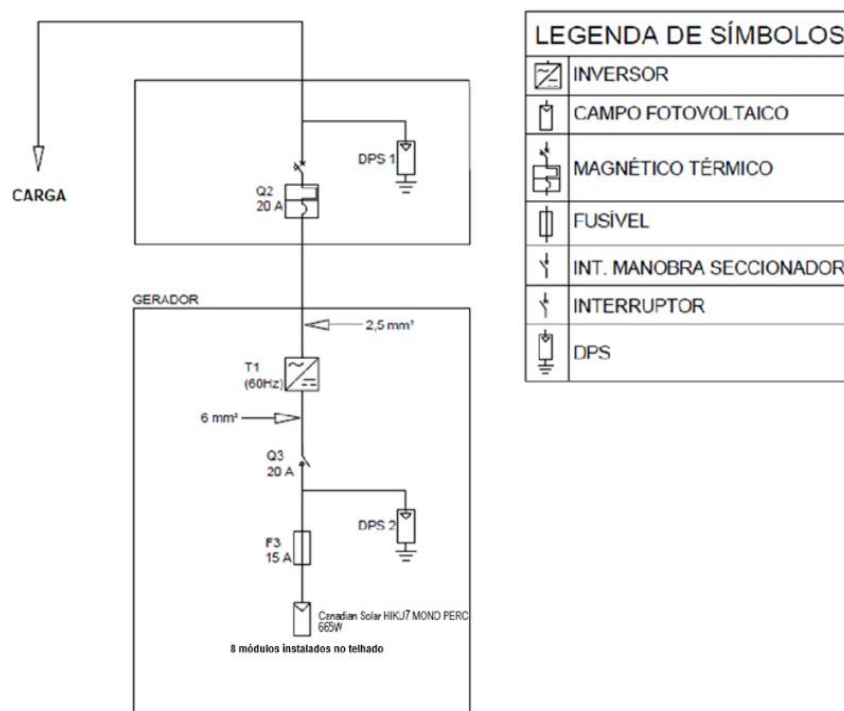 CARGA
DPS 1
Q2
20 A
GERADOR
2,5 mm²
T1
(60Hz)
6 mm²
Q3
20 A
DPS 2
F3
15 A
Canadian Solar HIKU7 MONO PERC
665W
8 módulos instalados no telhado
LEGENDA DE SÍMBOLOS
INVERSOR
CAMPO FOTOVOLTAICO
MAGNÉTICO TÉRMICO
FUSÍVEL
INT. MANOBRA SECCIONADOR
INTERRUPTOR
DPS